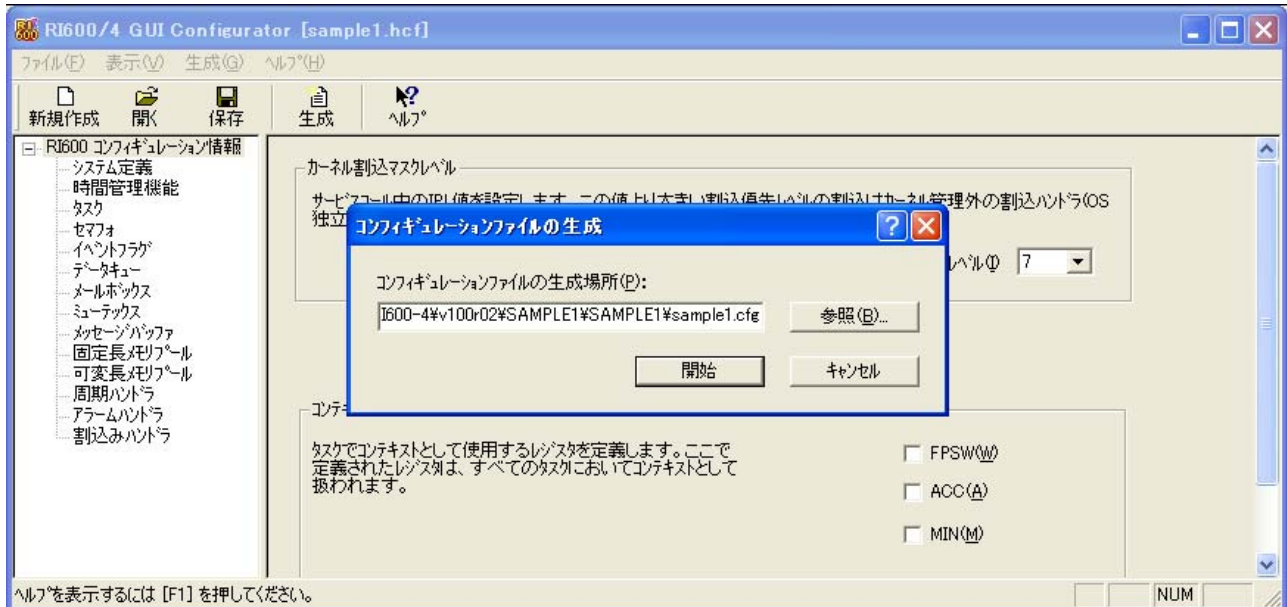 RI600/4 GUI Configurator [sample1.hcf]
ファイル(F) 表示(V) 生成(G) ヘルプ(H)
新規作成 開く 保存 生成 ヘルプ
RI600 コンフィギュレーション情報
システム定義
時間管理機能
タスク
セマフォ
イベントフラグ
データキュー
メールボックス
ミューテックス
メッセージバッファ
固定長メモリプール
可変長メモリプール
周期ハンドラ
アラームハンドラ
割込みハンドラ
カーネル割込マスクレベル
サービスコール中のIPL値を設定します。この値より大きい割込優先レベルの割込はカーネル管理外の割込ハンドラ(OS
独立
レベル(I) 7
コンフィギュレーションファイルの生成
コンフィギュレーションファイルの生成場所(P):
I600-4¥v100r02¥SAMPLE1¥SAMPLE1¥sample1.cfg 参照(B)...
開始 キャンセル
コンテキ
タスクでコンテキストとして使用するレジスタを定義します。ここで
定義されたレジスタは、すべてのタスクにおいてコンテキストとして
扱われます。
FPSW(W)
ACC(A)
MIN(M)
ヘルプを表示するには [F1] を押してください。 NUM